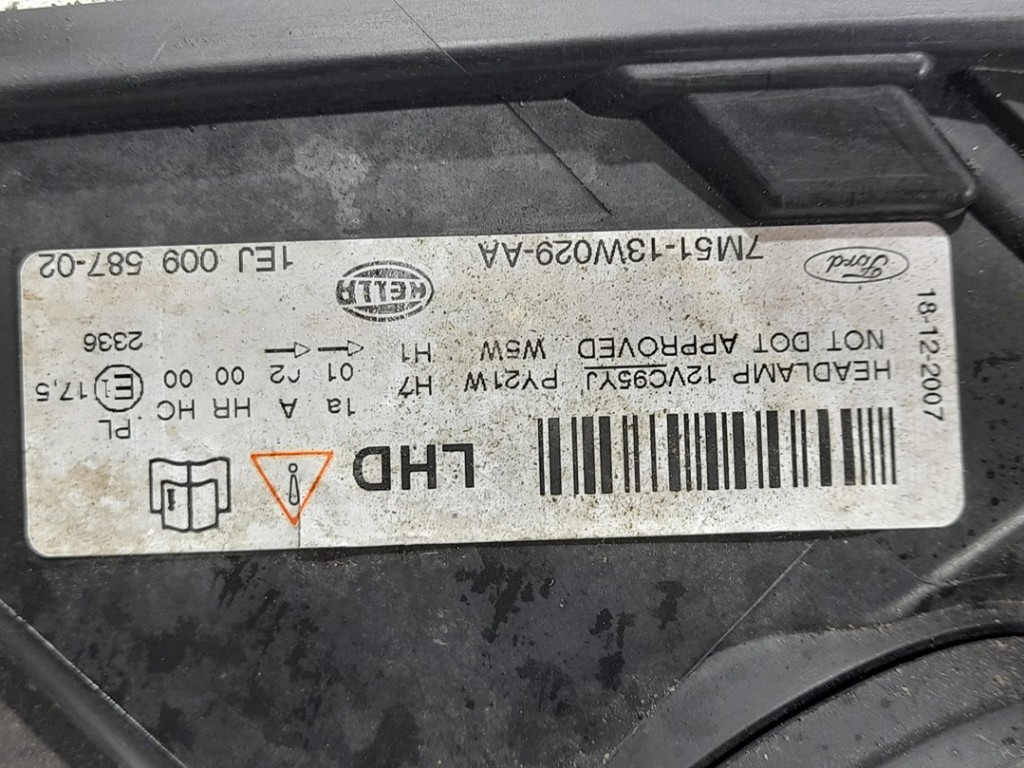 LHD
HEADLAMP 12VC95YJ PY21W H7 1a A HR HC PL
NOT DOT APPROVED W5W H1 01 02 00 00 E1 17,5
2336
18-12-2007
Ford 7M51-13W029-AA HELLA 1EJ 009 587-02